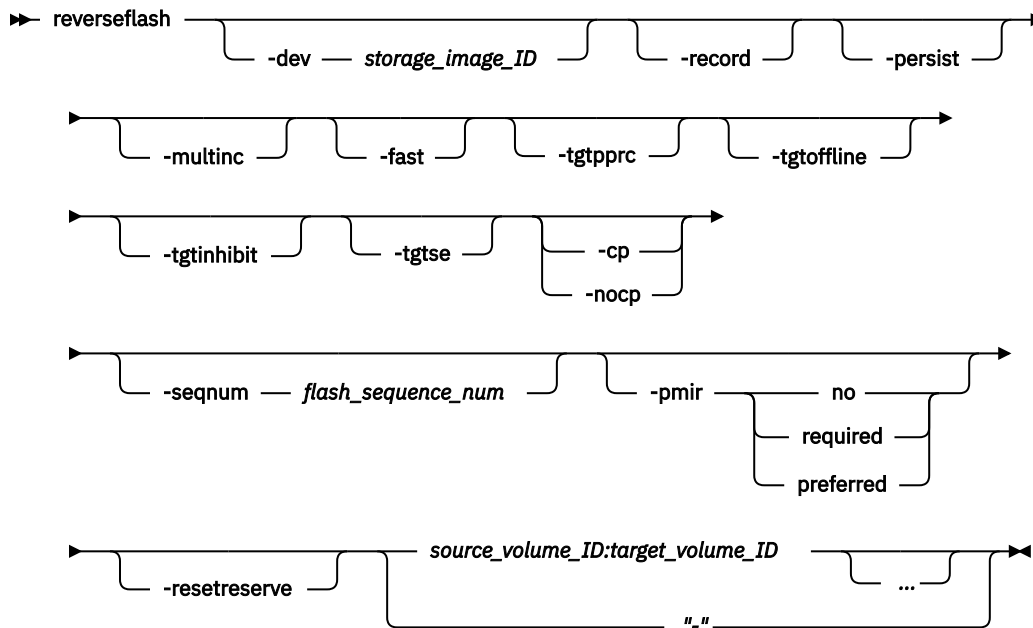 reverseflash
-dev storage_image_ID -record -persist
-multinc -fast -tgtpprc -tgtoffline
-tgtinhibit -tgtse -cp
-nocp
-seqnum flash_sequence_num -pmir no
required
preferred
source_volume_ID:target_volume_ID
-resetreserve ...
"-"